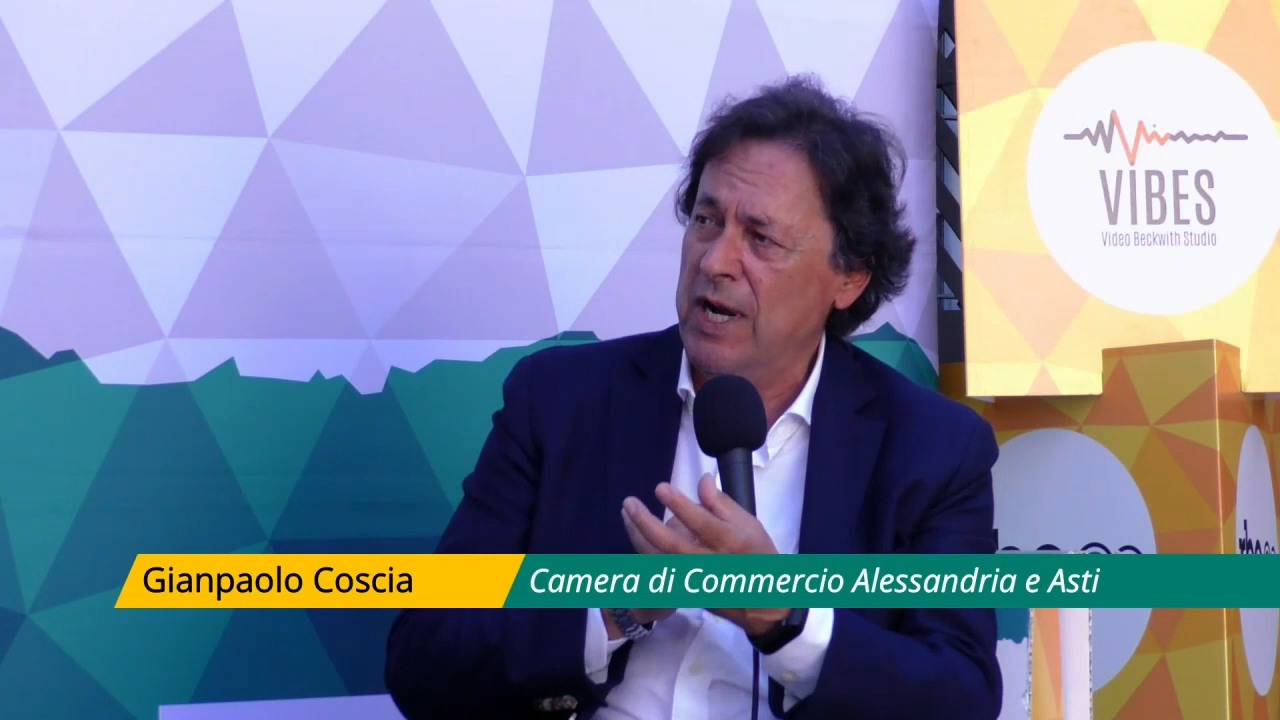 VIBES
Video Beckwith Studio
Gianpaolo Coscia
Camera di Commercio Alessandria e Asti